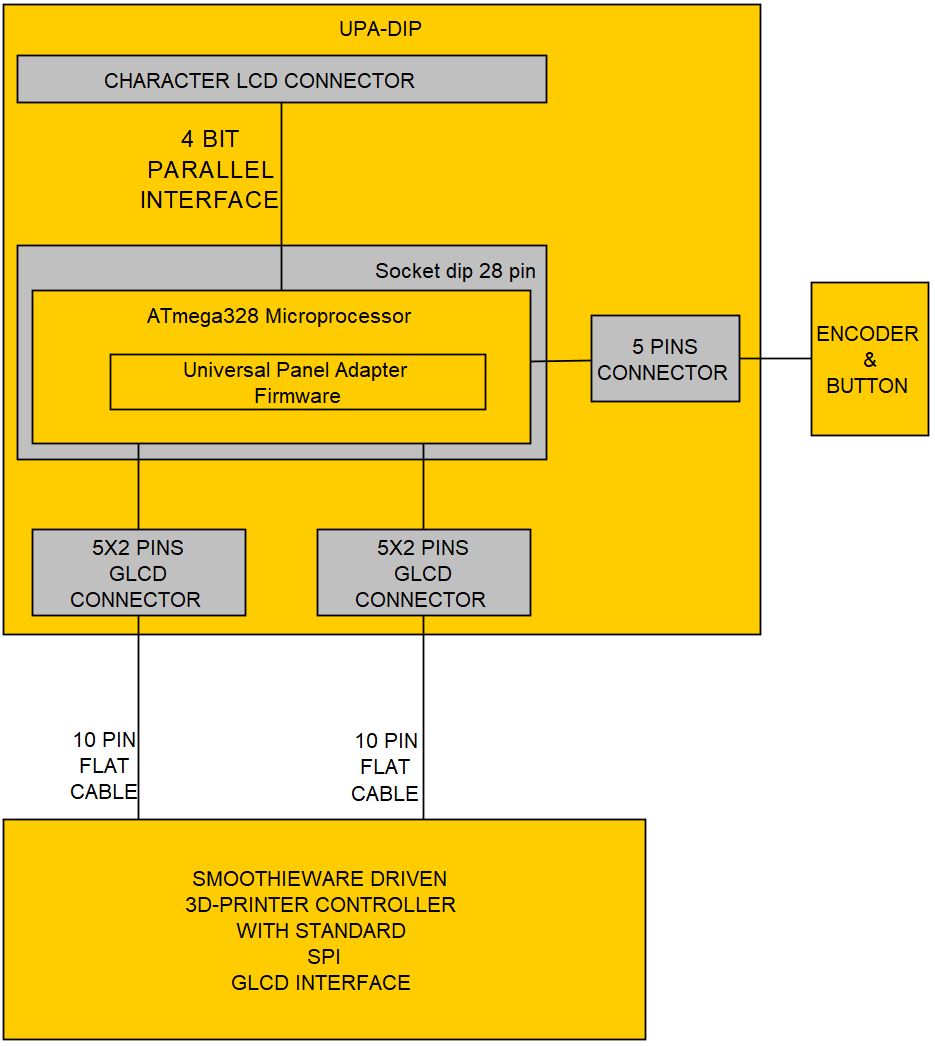 UPA-DIP
CHARACTER LCD CONNECTOR
4 BIT
PARALLEL
INTERFACE
Socket dip 28 pin
ATmega328 Microprocessor
Universal Panel Adapter
Firmware
5 PINS
CONNECTOR
ENCODER
&
BUTTON
5X2 PINS
GLCD
CONNECTOR
5X2 PINS
GLCD
CONNECTOR
10 PIN
FLAT
CABLE
10 PIN
FLAT
CABLE
SMOOTHIEWARE DRIVEN
3D-PRINTER CONTROLLER
WITH STANDARD
SPI
GLCD INTERFACE